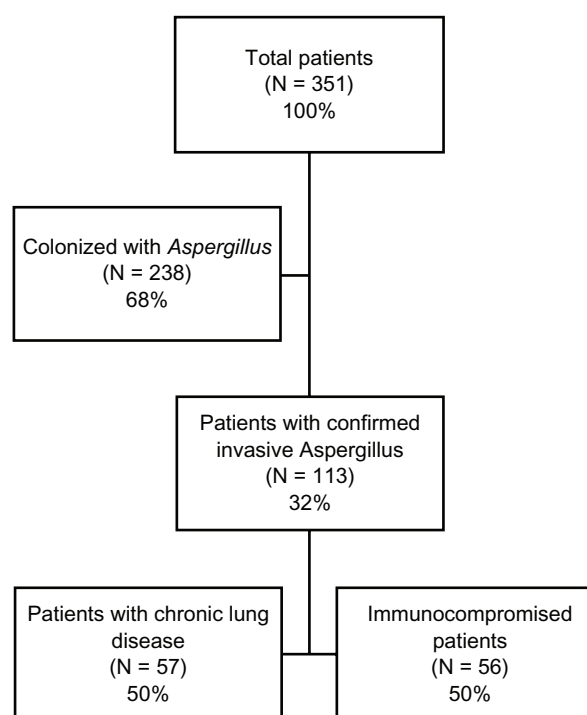 Total patients
(N = 351)
100%
Colonized with Aspergillus
(N = 238)
68%
Patients with confirmed
invasive Aspergillus
(N = 113)
32%
Patients with chronic lung
disease
(N = 57)
50%
Immunocompromised
patients
(N = 56)
50%